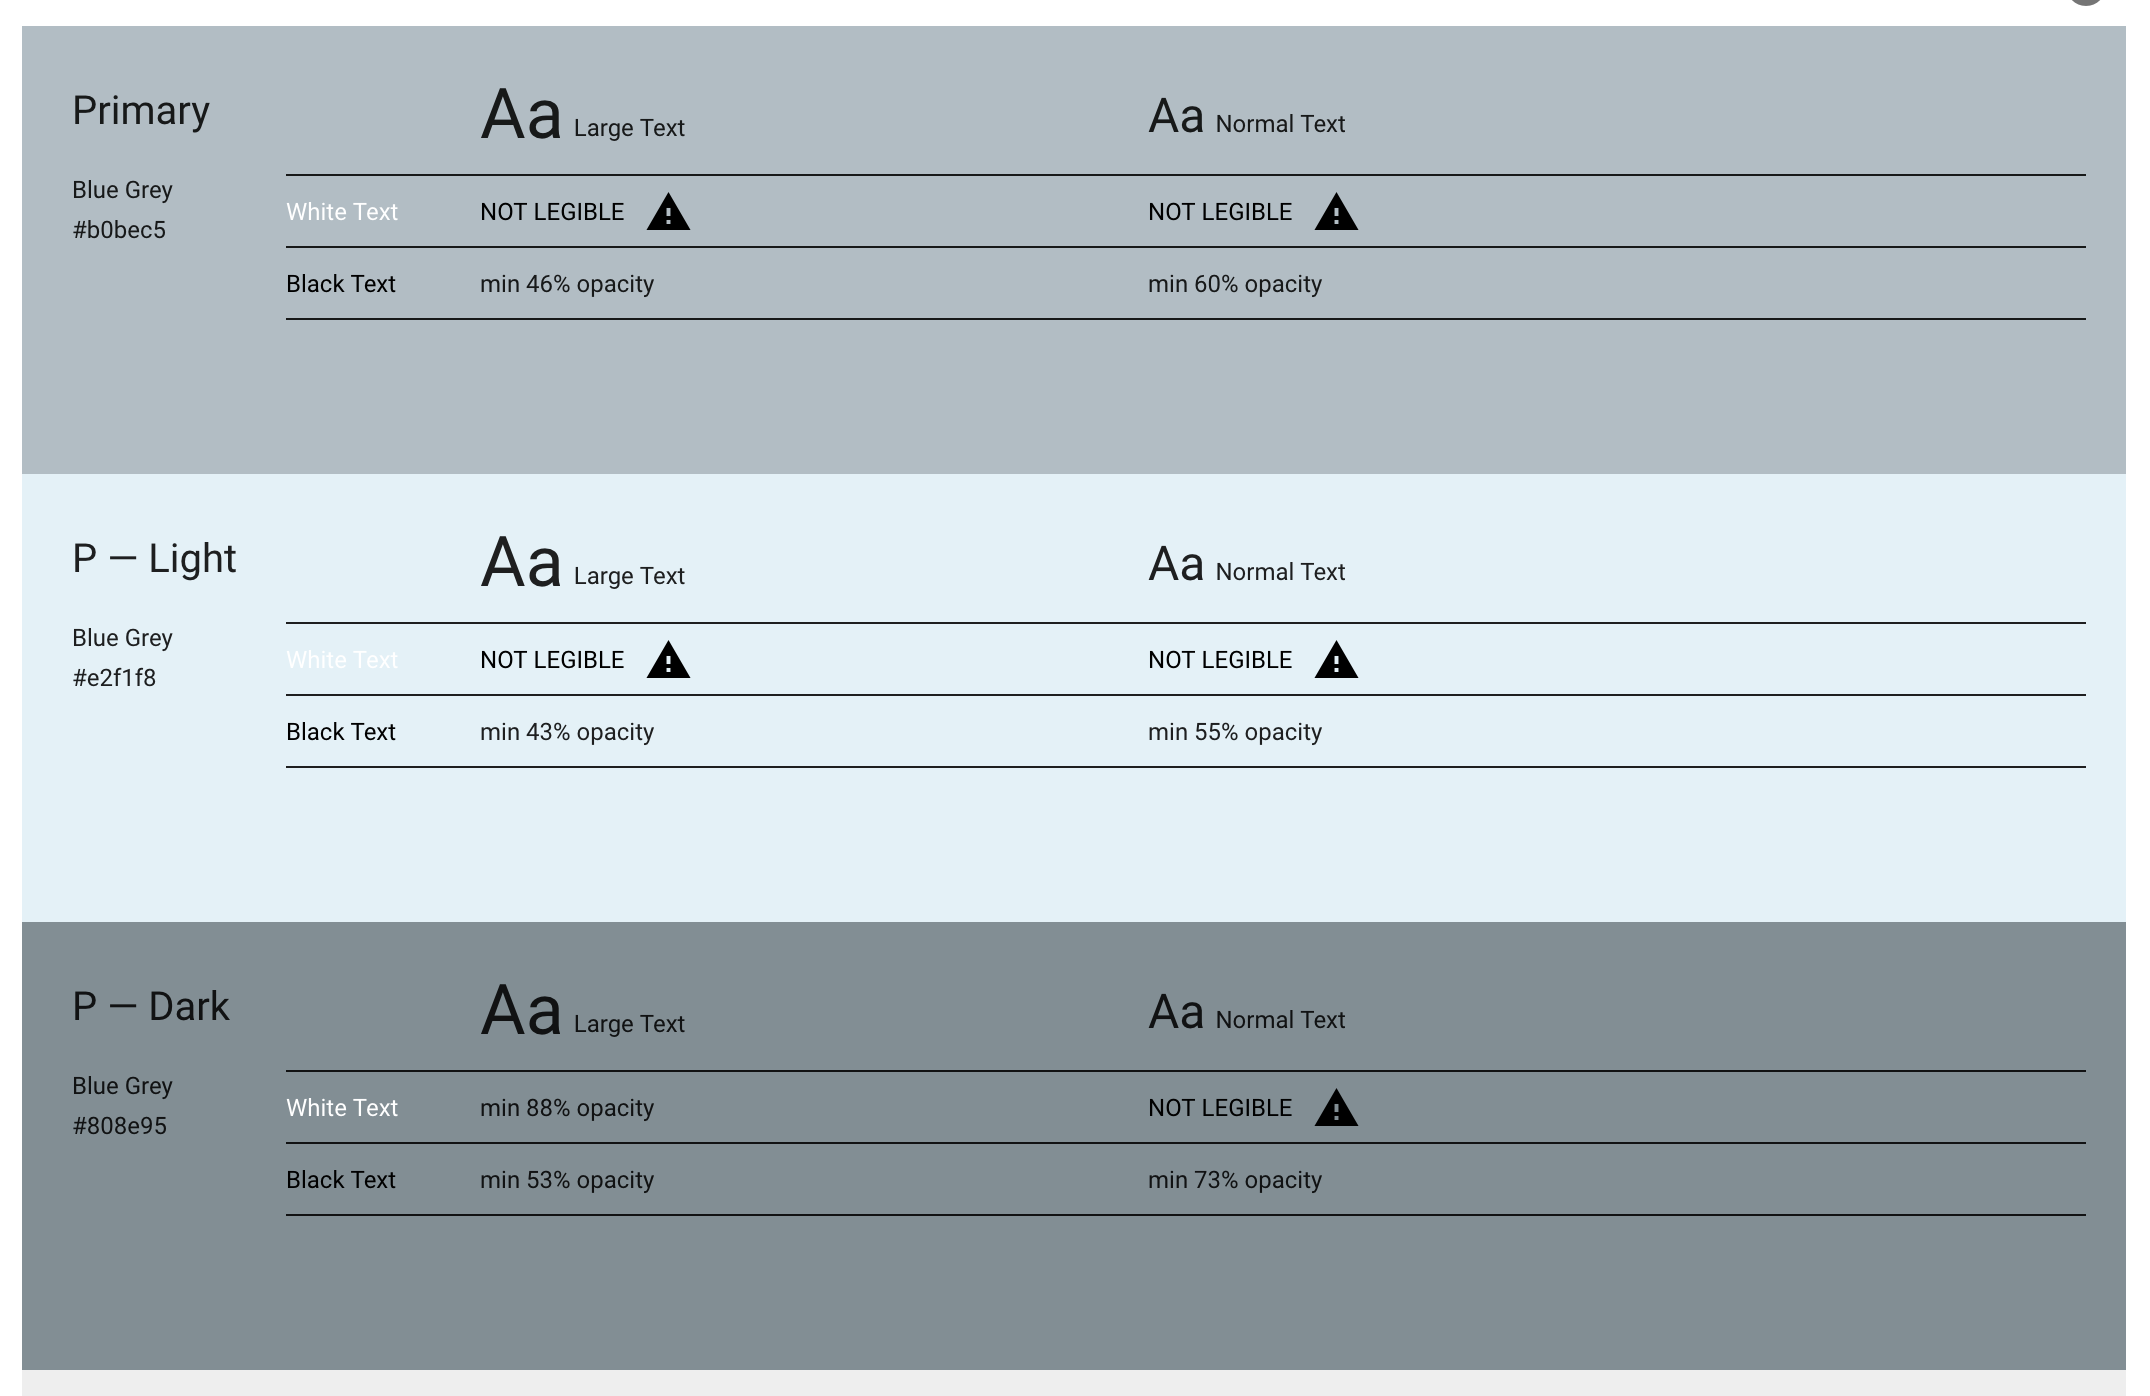 Primary
Aa Large Text
Aa Normal Text
Blue Grey
#b0bec5
White Text NOT LEGIBLE NOT LEGIBLE
Black Text min 46% opacity min 60% opacity
P — Light
Aa Large Text
Aa Normal Text
Blue Grey
#e2f1f8
White Text NOT LEGIBLE NOT LEGIBLE
Black Text min 43% opacity min 55% opacity
P — Dark
Aa Large Text
Aa Normal Text
Blue Grey
#808e95
White Text min 88% opacity NOT LEGIBLE
Black Text min 53% opacity min 73% opacity